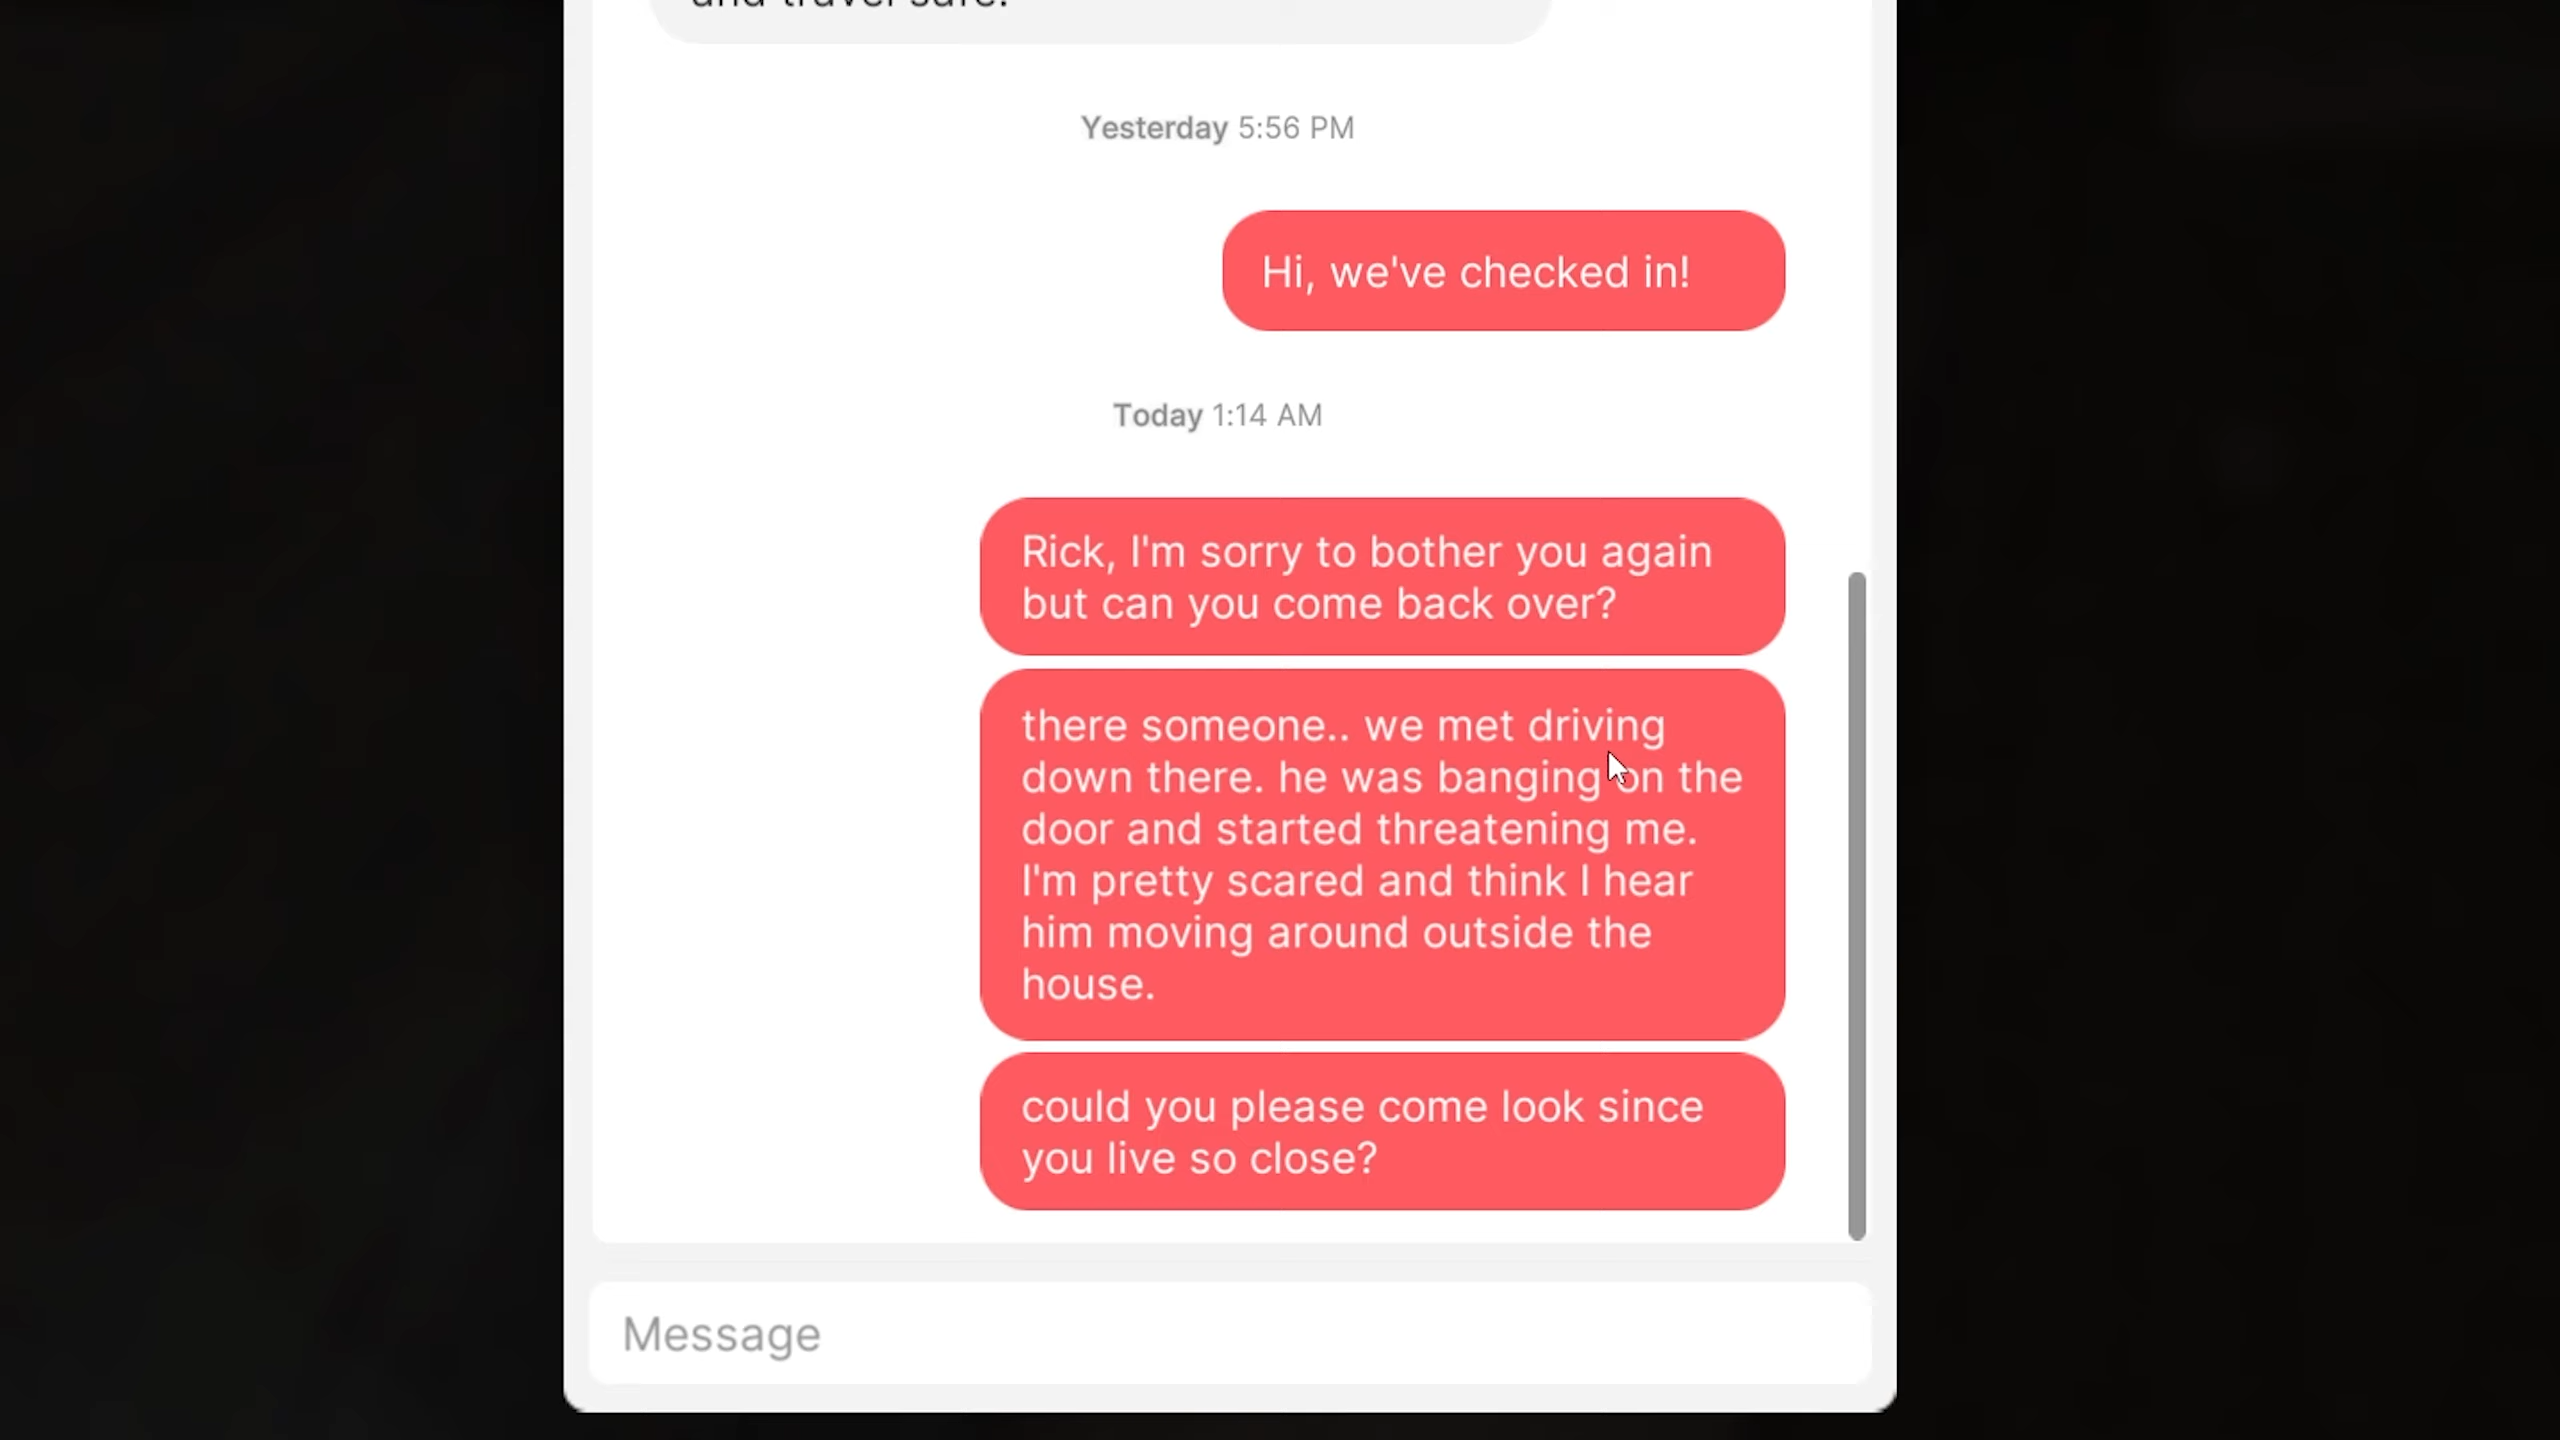 and travel safe!
Yesterday 5:56 PM
Hi, we've checked in!
Today 1:14 AM
Rick, I'm sorry to bother you again
but can you come back over?
there someone.. we met driving
down there. he was banging on the
door and started threatening me.
I'm pretty scared and think I hear
him moving around outside the
house.
could you please come look since
you live so close?
Message